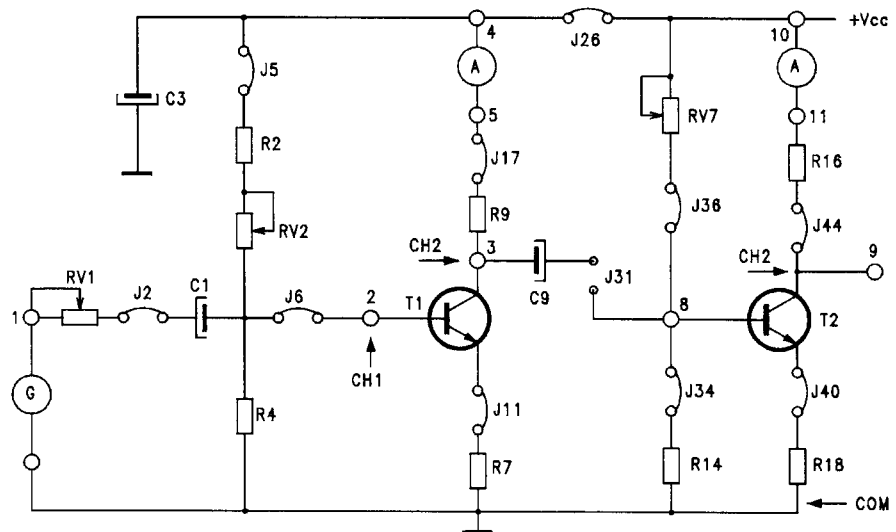 4
J26
10
+Vcc
J5
A
A
C3
5
RV7
11
R2
J17
R16
J36
RV2
R9
J44
CH2
3
CH2
9
RV1
J2
C1
J6
2
T1
C9
J31
8
T2
1
CH1
G
R4
J11
J34
J40
R7
R14
R18
COM